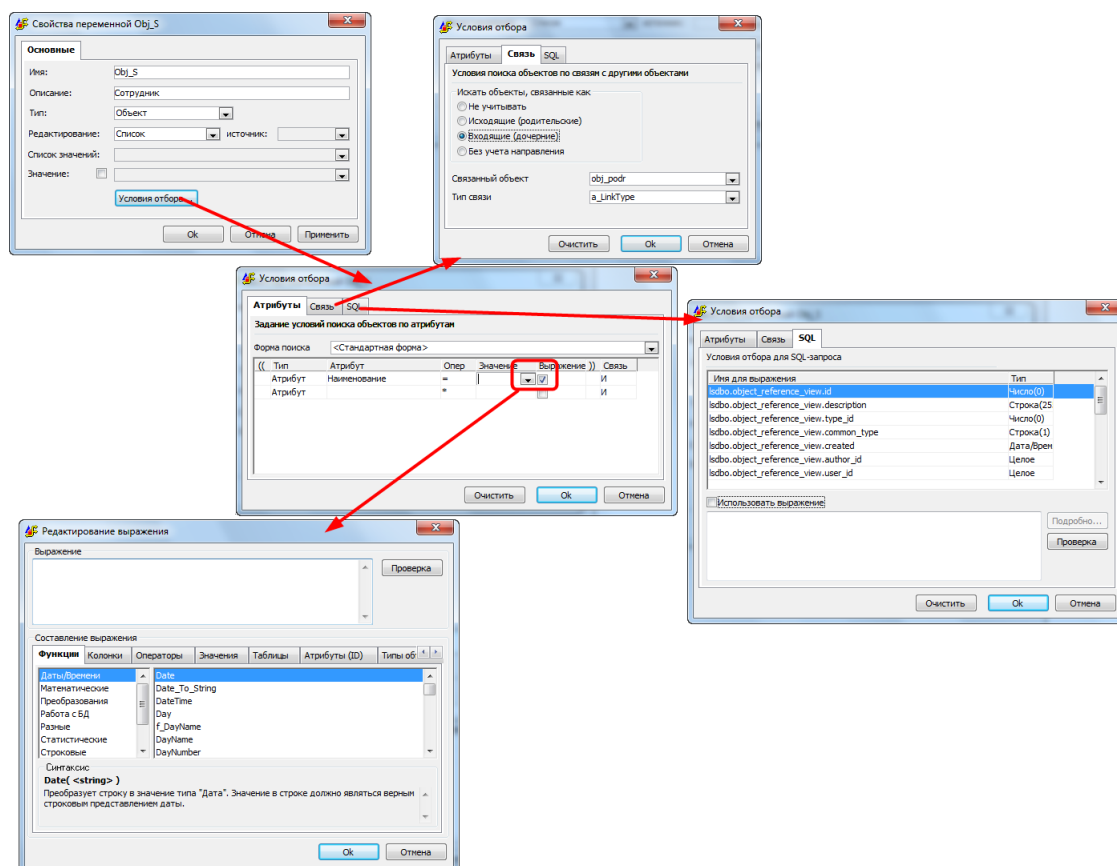 Свойства переменной Obj_S
Основные
Имя: Obj_S
Описание: Сотрудник
Тип: Объект
Редактирование: Список источник:
Список значений:
Значение:
Условия отбора...
Ok Отмена Применить
Условия отбора
Атрибуты Связь SQL
Условия поиска объектов по связям с другими объектами
Искать объекты, связанные как
Не учитывать
Исходящие (родительские)
Входящие (дочерние)
Без учета направления
Связанный объект obj_podr
Тип связи a_LinkType
Очистить Ok Отмена
Условия отбора
Атрибуты Связь SQL
Задание условий поиска объектов по атрибутам
Форма поиска <Стандартная форма>
(( Тип Атрибут Опер Значение Выражение )) Связь
Атрибут Наименование = И
Атрибут * И
Очистить Ok Отмена
Условия отбора
Атрибуты Связь SQL
Условия отбора для SQL-запроса
Имя для выражения Тип
lsdbo.object_reference_view.id Число(0)
lsdbo.object_reference_view.description Строка(25
lsdbo.object_reference_view.type_id Число(0)
lsdbo.object_reference_view.common_type Строка(1)
lsdbo.object_reference_view.created Дата/Врем
lsdbo.object_reference_view.author_id Целое
lsdbo.object_reference_view.user_id Целое
Использовать выражение
Подробно...
Проверка
Очистить Ok Отмена
Редактирование выражения
Выражение
Проверка
Составление выражения
Функции Колонки Операторы Значения Таблицы Атрибуты (ID) Типы об
Даты/Времени Date
Математические Date_To_String
Преобразования DateTime
Работа с БД Day
Разные f_DayName
Статистические DayName
Строковые DayNumber
Синтаксис
Date( <string> )
Преобразует строку в значение типа "Дата". Значение в строке должно являться верным
строковым представлением даты.
Ok Отмена